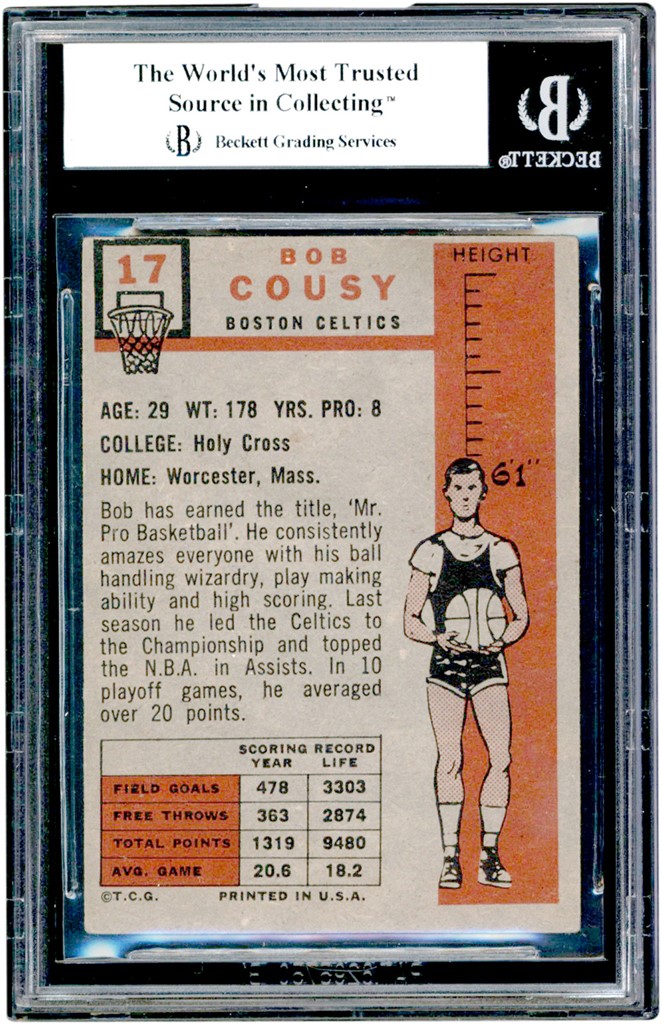 The World's Most Trusted
Source in Collecting™
B Beckett Grading Services
B
BECKETT®
17
BOB
COUSY
BOSTON CELTICS
HEIGHT
6'1"
AGE: 29 WT: 178 YRS. PRO: 8
COLLEGE: Holy Cross
HOME: Worcester, Mass.
Bob has earned the title, 'Mr.
Pro Basketball'. He consistently
amazes everyone with his ball
handling wizardry, play making
ability and high scoring. Last
season he led the Celtics to
the Championship and topped
the N.B.A. in Assists. In 10
playoff games, he averaged
over 20 points.
SCORING RECORD
YEAR LIFE
FIELD GOALS 478 3303
FREE THROWS 363 2874
TOTAL POINTS 1319 9480
AVG. GAME 20.6 18.2
©T.C.G. PRINTED IN U.S.A.